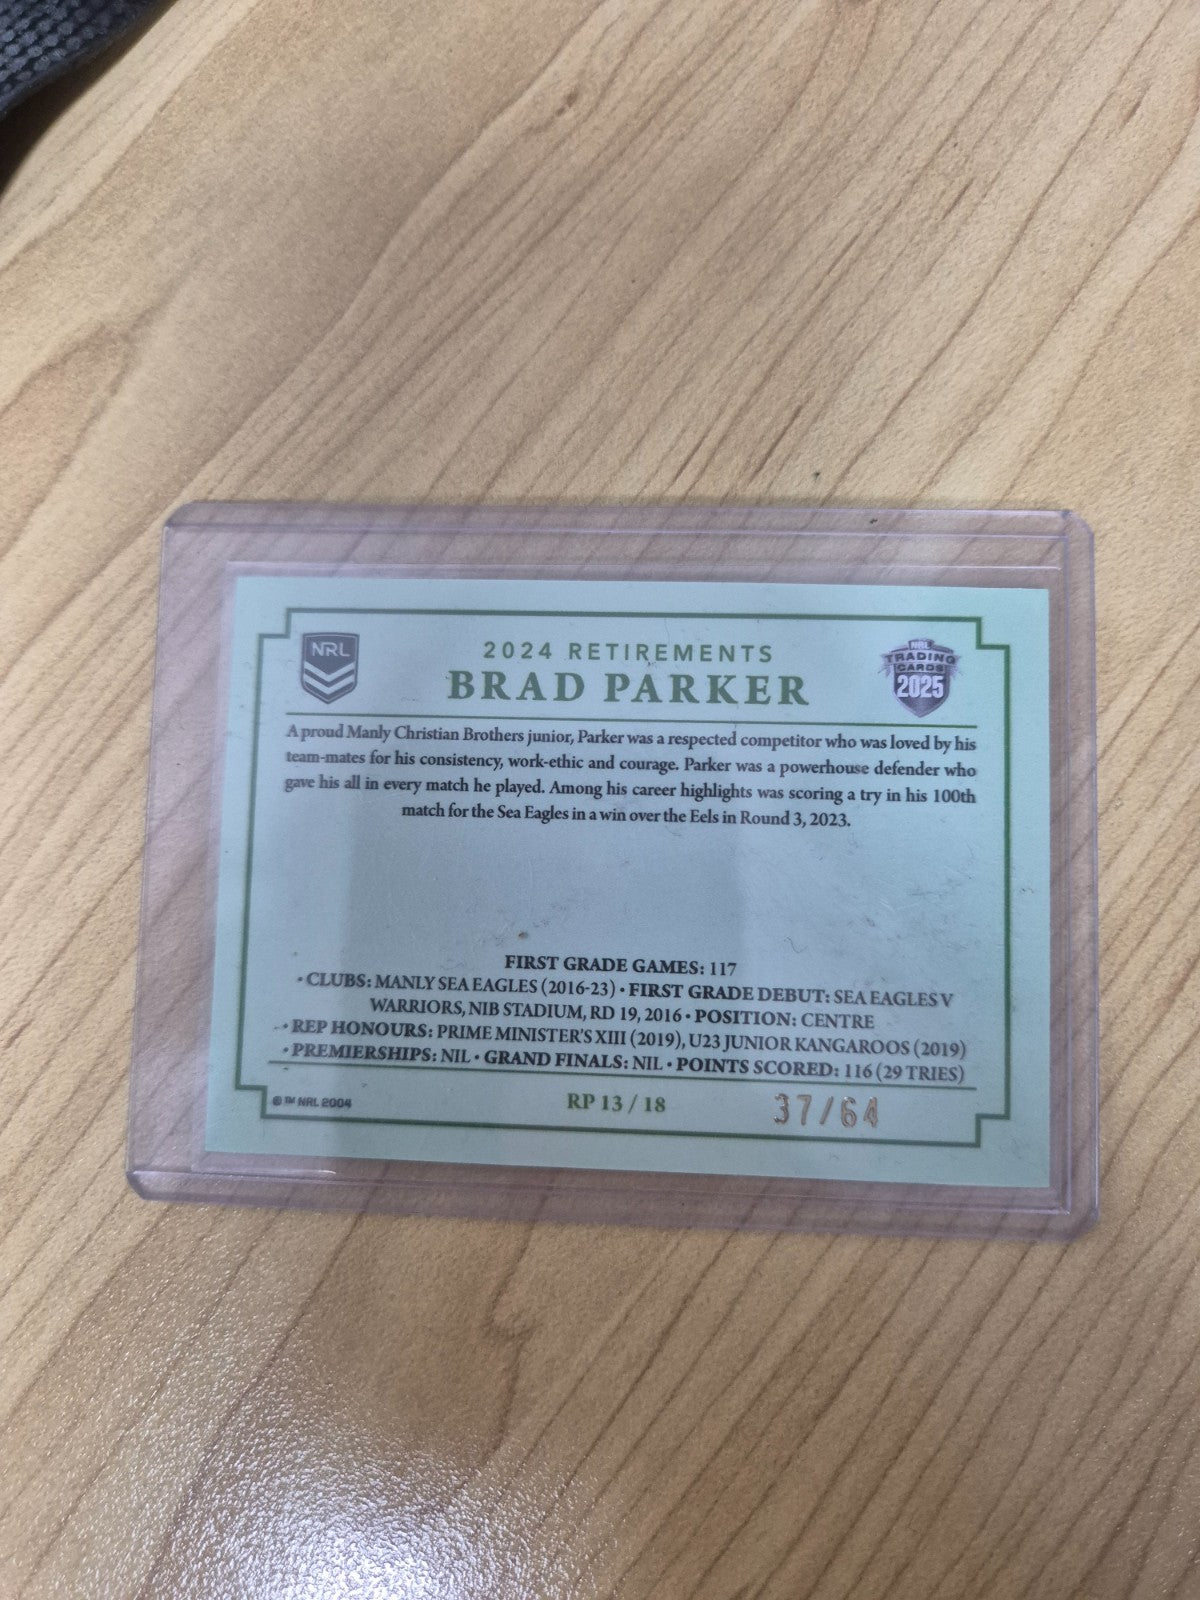 NRL
2024 RETIREMENTS
BRAD PARKER
NRL
TRADING
CARDS
2025
A proud Manly Christian Brothers junior, Parker was a respected competitor who was loved by his
team-mates for his consistency, work-ethic and courage. Parker was a powerhouse defender who
gave his all in every match he played. Among his career highlights was scoring a try in his 100th
match for the Sea Eagles in a win over the Eels in Round 3, 2023.
FIRST GRADE GAMES: 117
• CLUBS: MANLY SEA EAGLES (2016-23) • FIRST GRADE DEBUT: SEA EAGLES V
WARRIORS, NIB STADIUM, RD 19, 2016 • POSITION: CENTRE
• REP HONOURS: PRIME MINISTER'S XIII (2019), U23 JUNIOR KANGAROOS (2019)
• PREMIERSHIPS: NIL • GRAND FINALS: NIL • POINTS SCORED: 116 (29 TRIES)
© ™ NRL 2004
RP 13 / 18
37/64